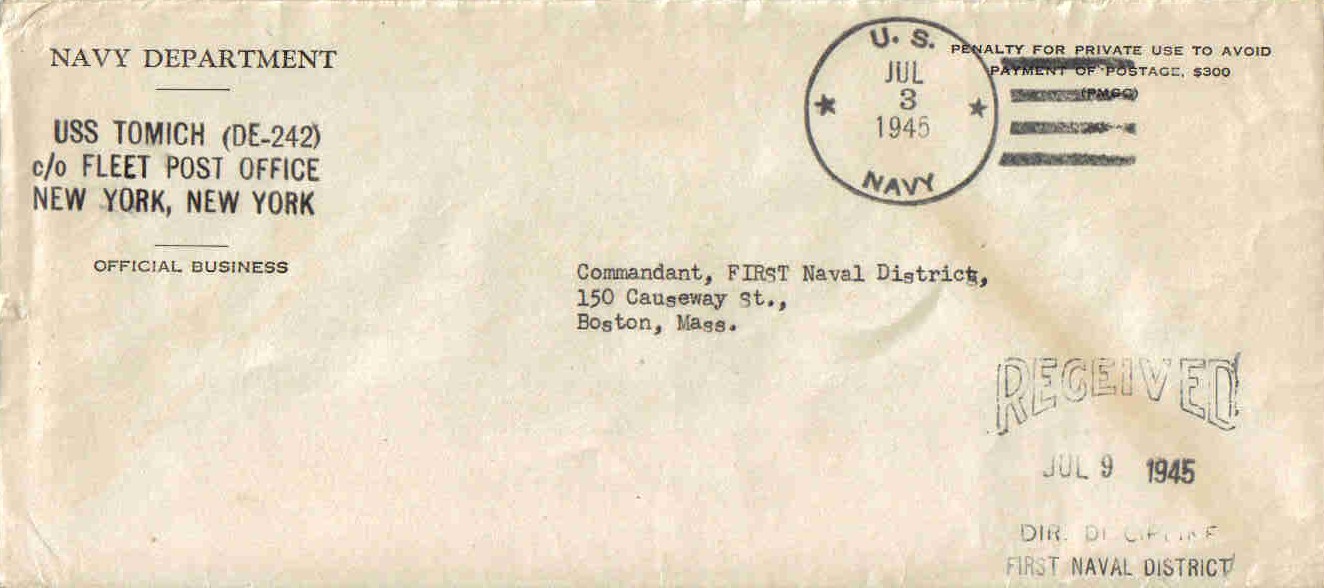 NAVY DEPARTMENT
USS TOMICH (DE-242)
c/o FLEET POST OFFICE
NEW YORK, NEW YORK
OFFICIAL BUSINESS
U. S.
JUL
3
1945
NAVY
PENALTY FOR PRIVATE USE TO AVOID
PAYMENT OF POSTAGE, $300
(PMGC)
Commandant, FIRST Naval District,
150 Causeway St.,
Boston, Mass.
RECEIVED
JUL 9 1945
DIR.
FIRST NAVAL DISTRICT